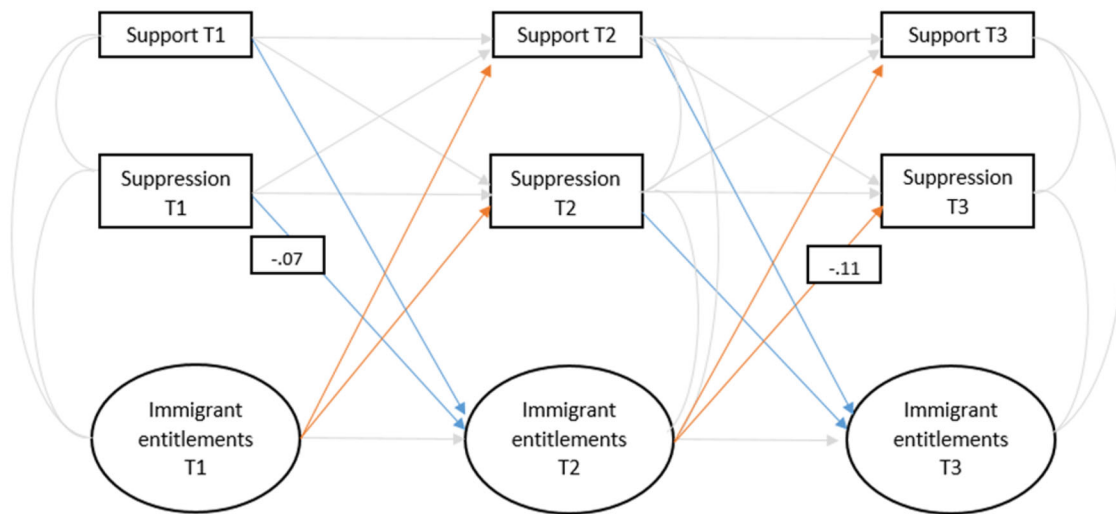 Support T1
Support T2
Support T3
Suppression
T1
Suppression
T2
Suppression
T3
-.07
-.11
Immigrant
entitlements
T1
Immigrant
entitlements
T2
Immigrant
entitlements
T3